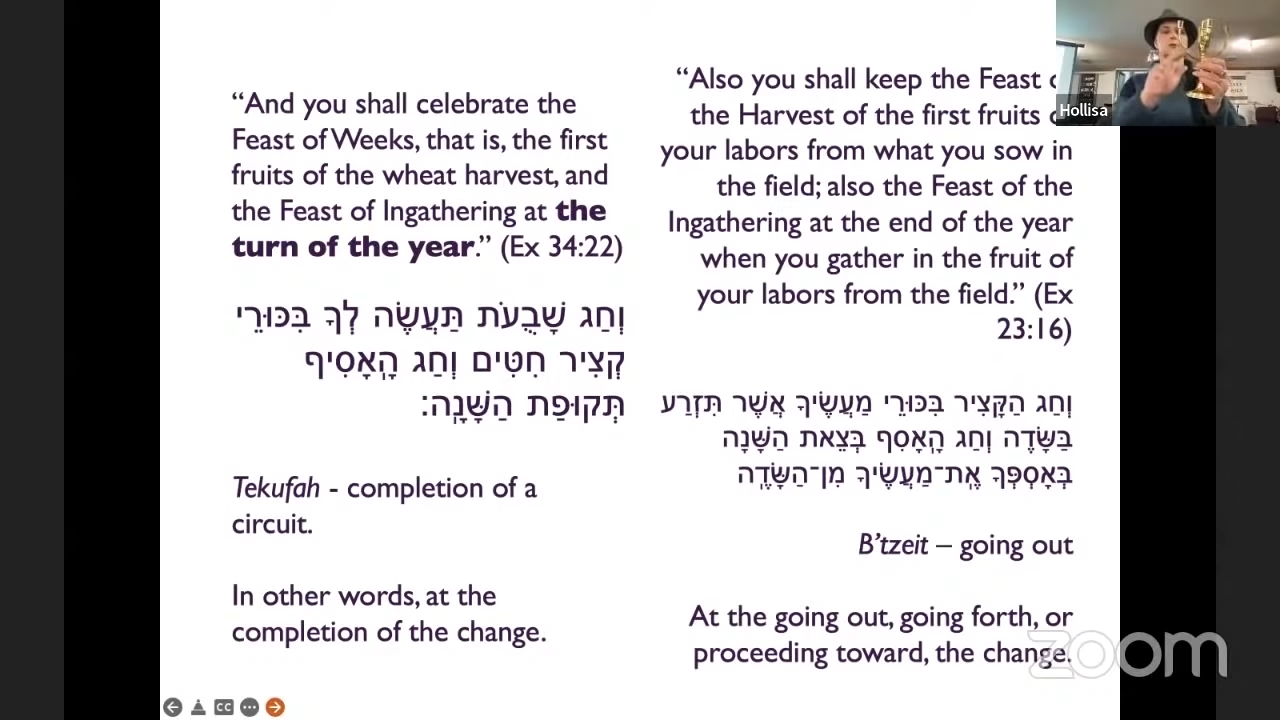 “And you shall celebrate the
Feast of Weeks, that is, the first
fruits of the wheat harvest, and
the Feast of Ingathering at the
turn of the year.” (Ex 34:22)
וְחַג שָׁבֻעֹת תַּעֲשֶׂה לְךָ בִּכּוּרֵי
קְצִיר חִטִּים וְחַג הָאָסִיף
תְּקוּפַת הַשָּׁנָה׃
Tekufah - completion of a
circuit.
In other words, at the
completion of the change.
“Also you shall keep the Feast
the Harvest of the first fruits
your labors from what you sow in
the field; also the Feast of the
Ingathering at the end of the year
when you gather in the fruit of
your labors from the field.” (Ex
23:16)
וְחַג הַקָּצִיר בִּכּוּרֵי מַעֲשֶׂיךָ אֲשֶׁר תִּזְרַע
בַּשָּׂדֶה וְחַג הָאָסִף בְּצֵאת הַשָּׁנָה
בְּאָסְפְּךָ אֶת־מַעֲשֶׂיךָ מִן־הַשָּׂדֶה
B’tzeit – going out
At the going out, going forth, or
proceeding toward, the change.
Hollisa
CC
zoom